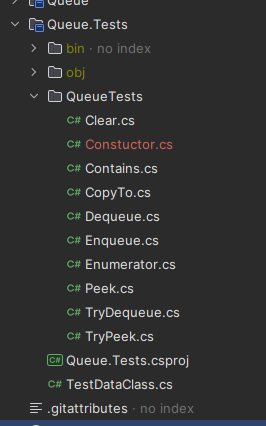 Queue
Queue.Tests
bin · no index
obj
QueueTests
C# Clear.cs
C# Constuctor.cs
C# Contains.cs
C# CopyTo.cs
C# Dequeue.cs
C# Enqueue.cs
C# Enumerator.cs
C# Peek.cs
C# TryDequeue.cs
C# TryPeek.cs
C# Queue.Tests.csproj
C# TestDataClass.cs
.gitattributes · no index